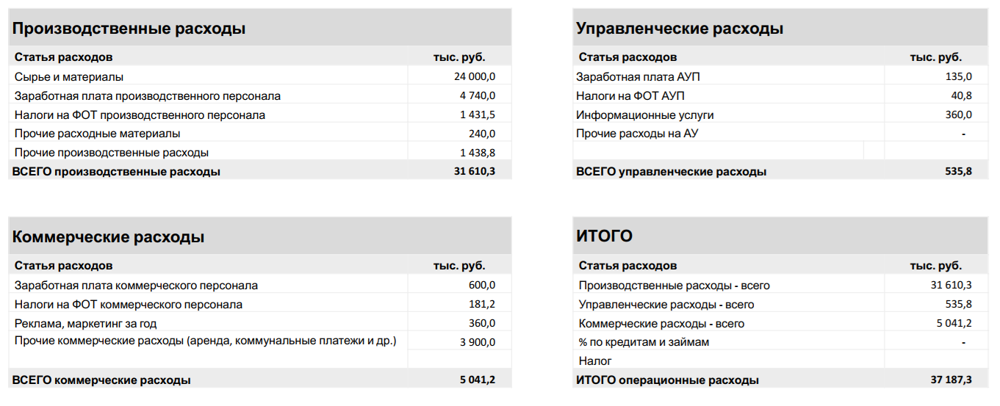 Производственные расходы
Статья расходов тыс. руб.
Сырье и материалы 24 000,0
Заработная плата производственного персонала 4 740,0
Налоги на ФОТ производственного персонала 1 431,5
Прочие расходные материалы 240,0
Прочие производственные расходы 1 438,8
ВСЕГО производственные расходы 31 610,3
Управленческие расходы
Статья расходов тыс. руб.
Заработная плата АУП 135,0
Налоги на ФОТ АУП 40,8
Информационные услуги 360,0
Прочие расходы на АУ -
ВСЕГО управленческие расходы 535,8
Коммерческие расходы
Статья расходов тыс. руб.
Заработная плата коммерческого персонала 600,0
Налоги на ФОТ коммерческого персонала 181,2
Реклама, маркетинг за год 360,0
Прочие коммерческие расходы (аренда, коммунальные платежи и др.) 3 900,0
ВСЕГО коммерческие расходы 5 041,2
ИТОГО
Статья расходов тыс. руб.
Производственные расходы - всего 31 610,3
Управленческие расходы - всего 535,8
Коммерческие расходы - всего 5 041,2
% по кредитам и займам -
Налог
ИТОГО операционные расходы 37 187,3